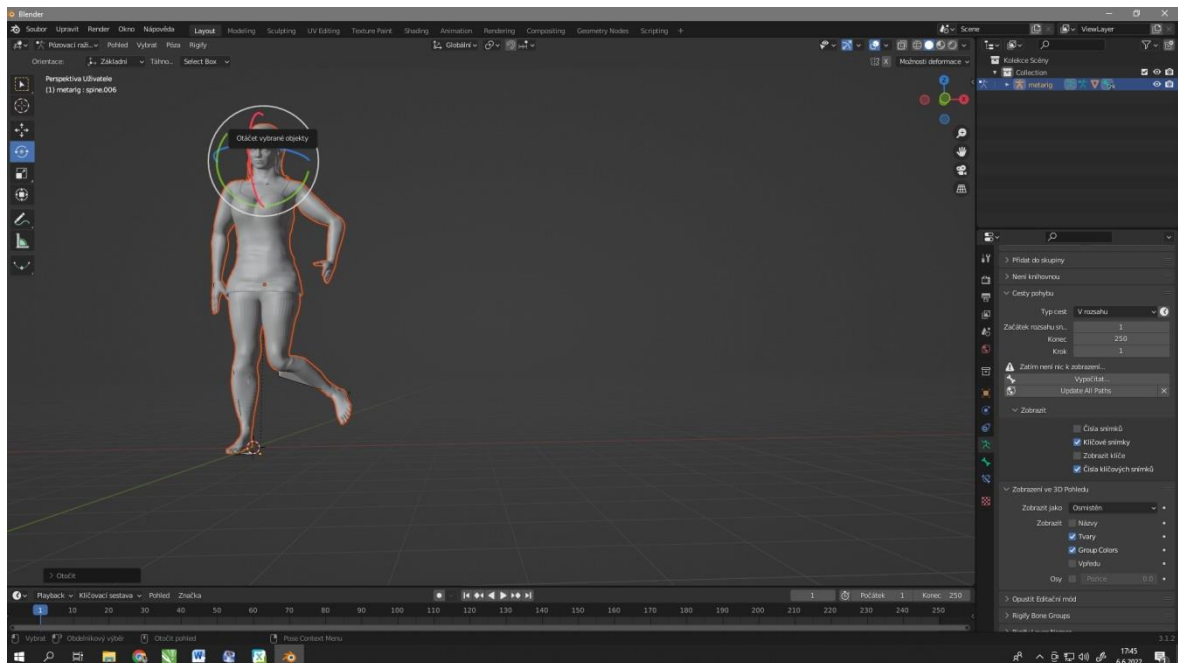 Blender
Soubor Upravit Render Okno Nápověda Layout Modeling Sculpting UV Editing Texture Paint Shading Animation Rendering Compositing Geometry Nodes Scripting + Scene ViewLayer
Pózovací raži... Pohled Vybrat Póza Rigify Globální
Orientace: Základní Táhno... Select Box X Možnosti deformace
Perspektiva Uživatele
(1) metarig : spine.006
Otáčet vybrané objekty
Z
X
Otočit
Kolekce Scény
Collection
metarig
Přidat do skupiny
Není knihovnou
Cesty pohybu
Typ cest V rozsahu
Začátek rozsahu sn... 1
Konec 250
Krok 1
Zatím není nic k zobrazení...
Vypočítat...
Update All Paths
Zobrazit
Čísla snímků
Klíčové snímky
Zobrazit klíče
Čísla klíčových snímků
Zobrazení ve 3D Pohledu
Zobrazit jako Osmistěn
Zobrazit Názvy
Tvary
Group Colors
Vpředu
Osy Pozice 0.0
Opustit Editační mód
Rigify Bone Groups
Playback Klíčovací sestava Pohled Značka 1 Počátek 1 Konec 250
1 10 20 30 40 50 60 70 80 90 100 110 120 130 140 150 160 170 180 190 200 210 220 230 240 250
Vybrat Obdélníkový výběr Otočit pohled Pose Context Menu 3.1.2
17:45
6.6.2022